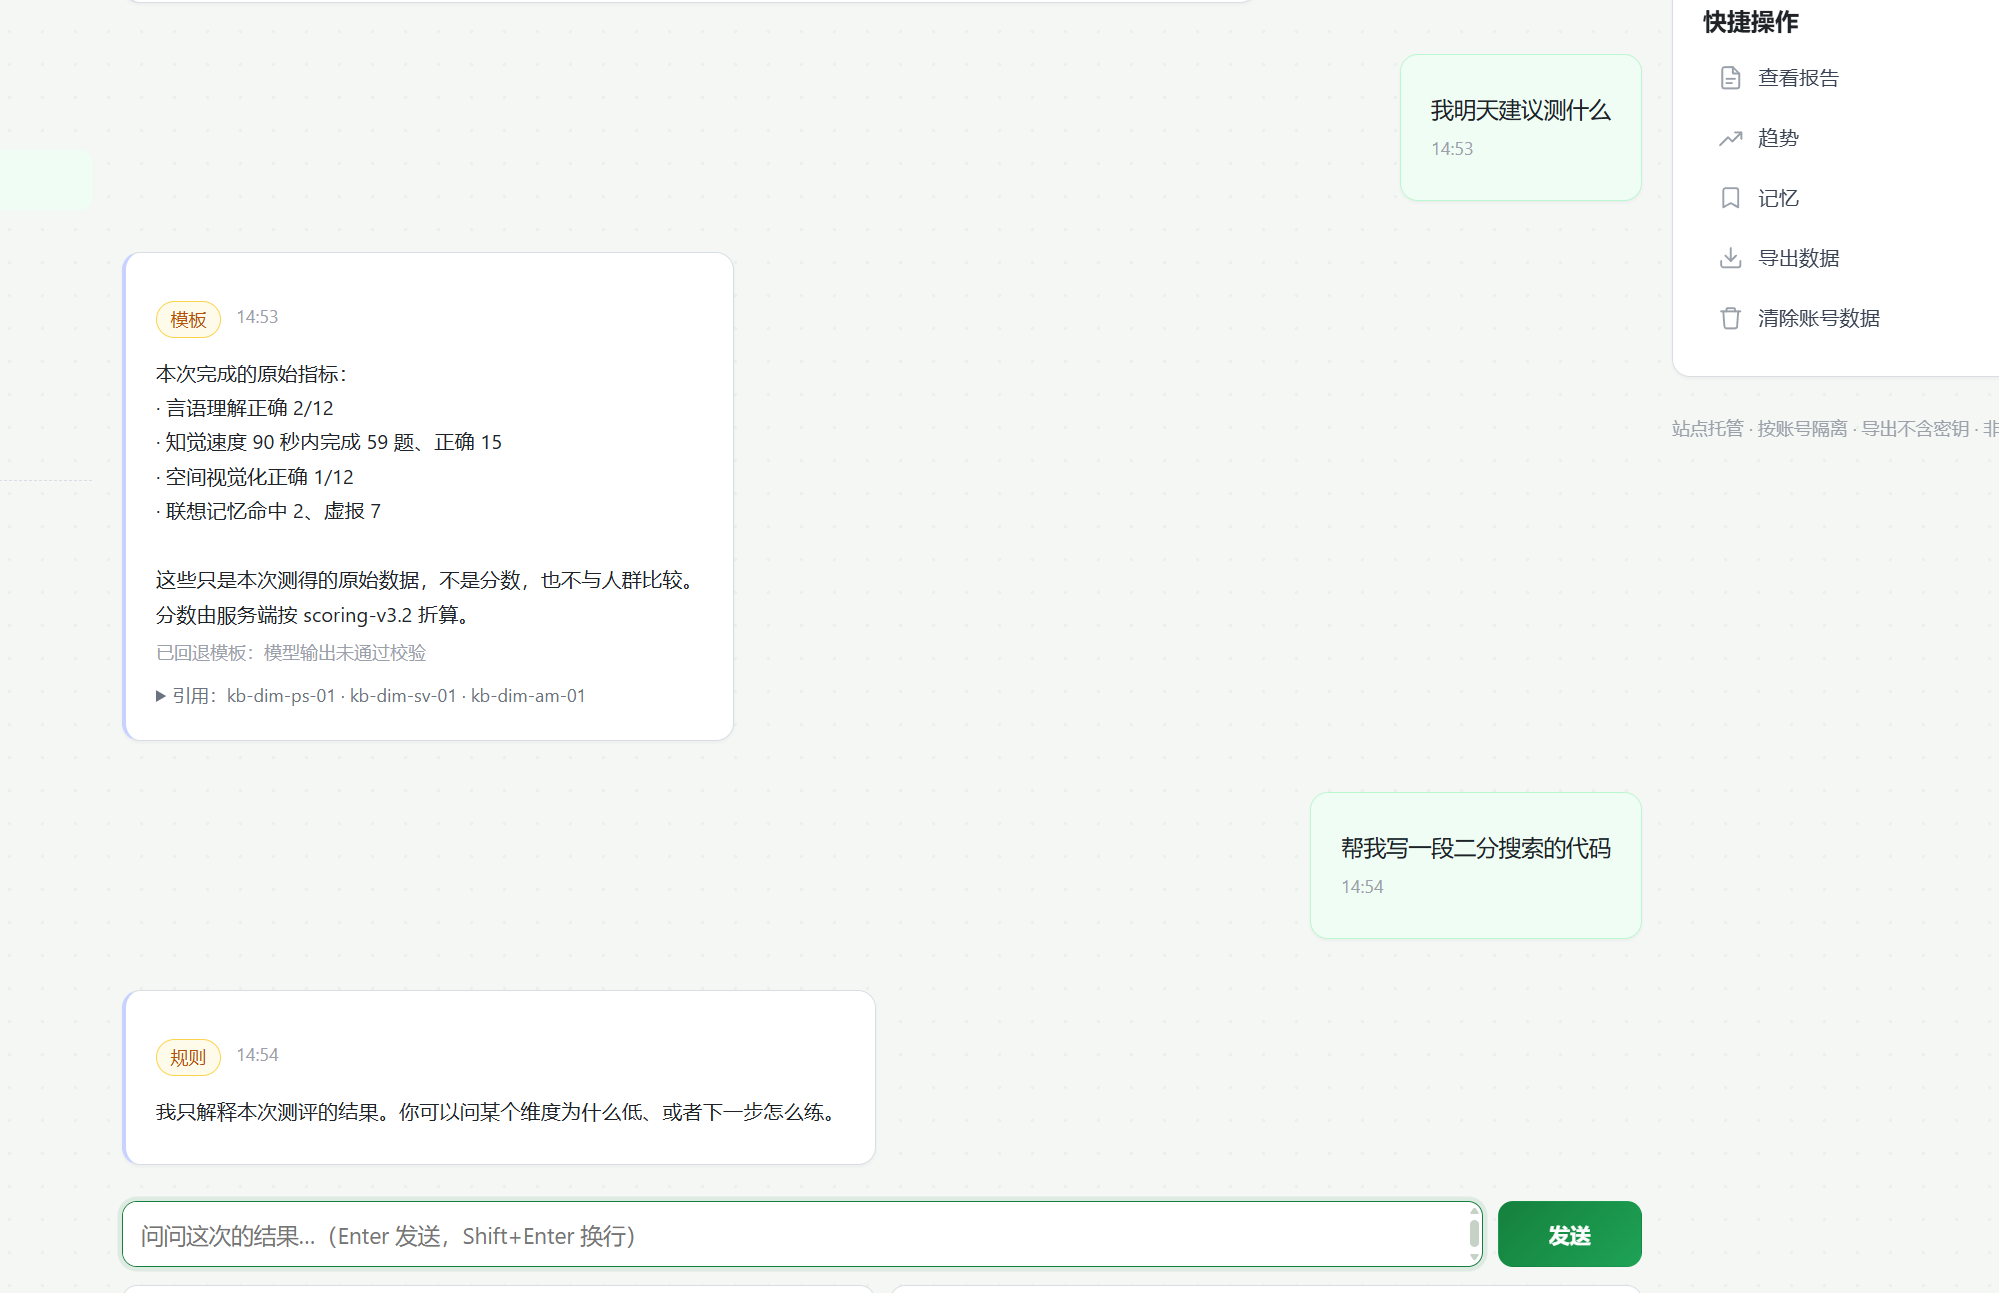 我明天建议测什么
14:53
模板 14:53
本次完成的原始指标：
· 言语理解正确 2/12
· 知觉速度 90 秒内完成 59 题、正确 15
· 空间视觉化正确 1/12
· 联想记忆命中 2、虚报 7
这些只是本次测得的原始数据，不是分数，也不与人群比较。
分数由服务端按 scoring-v3.2 折算。
已回退模板：模型输出未通过校验
▶ 引用：kb-dim-ps-01 · kb-dim-sv-01 · kb-dim-am-01
帮我写一段二分搜索的代码
14:54
规则 14:54
我只解释本次测评的结果。你可以问某个维度为什么低、或者下一步怎么练。
问问这次的结果...（Enter 发送，Shift+Enter 换行）
发送
快捷操作
查看报告
趋势
记忆
导出数据
清除账号数据
站点托管 · 按账号隔离 · 导出不含密钥 · 非